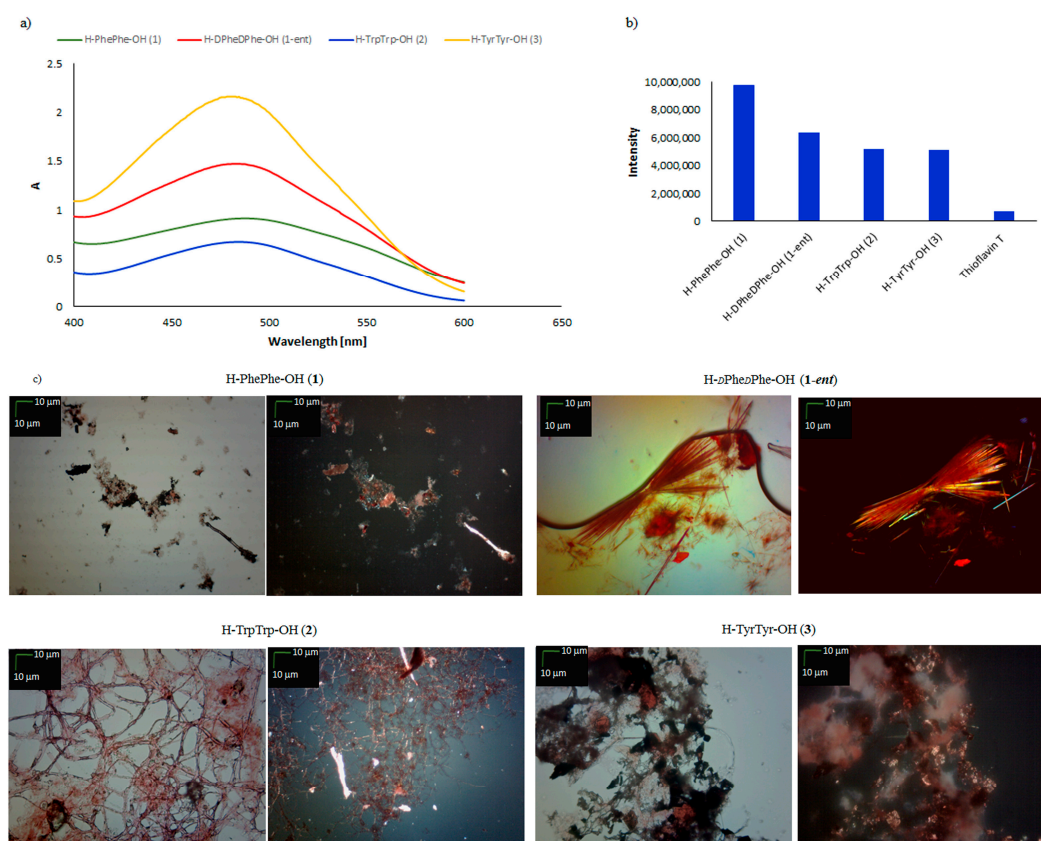 a)
H-PhePhe-OH (1) H-DPheDPhe-OH (1-ent) H-TrpTrp-OH (2) H-TyrTyr-OH (3)
2.5
2
1.5
1
0.5
0
A
400 450 500 550 600 650
Wavelength [nm]
b)
10,000,000
8,000,000
6,000,000
4,000,000
2,000,000
0
Intensity
H-PhePhe-OH (1)
H-DPheDPhe-OH (1-ent)
H-TrpTrp-OH (2)
H-TyrTyr-OH (3)
Thioflavin T
c)
H-PhePhe-OH (1)
10 μm
10 μm
10 μm
10 μm
H-DPheDPhe-OH (1-ent)
10 μm
10 μm
10 μm
10 μm
H-TrpTrp-OH (2)
10 μm
10 μm
10 μm
10 μm
H-TyrTyr-OH (3)
10 μm
10 μm
10 μm
10 μm